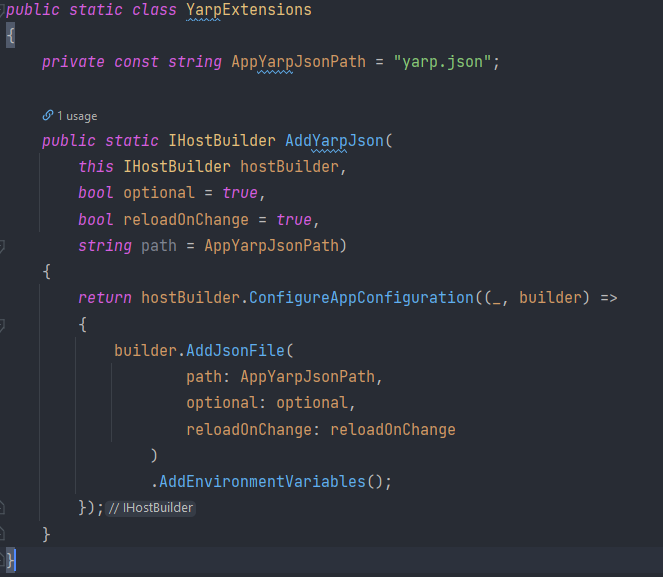 public static class YarpExtensions
{
    private const string AppYarpJsonPath = "yarp.json";
    1 usage
    public static IHostBuilder AddYarpJson(
        this IHostBuilder hostBuilder,
        bool optional = true,
        bool reloadOnChange = true,
        string path = AppYarpJsonPath)
    {
        return hostBuilder.ConfigureAppConfiguration((_, builder) =>
        {
            builder.AddJsonFile(
                    path: AppYarpJsonPath,
                    optional: optional,
                    reloadOnChange: reloadOnChange
                )
                .AddEnvironmentVariables();
        }); // IHostBuilder
    }
}